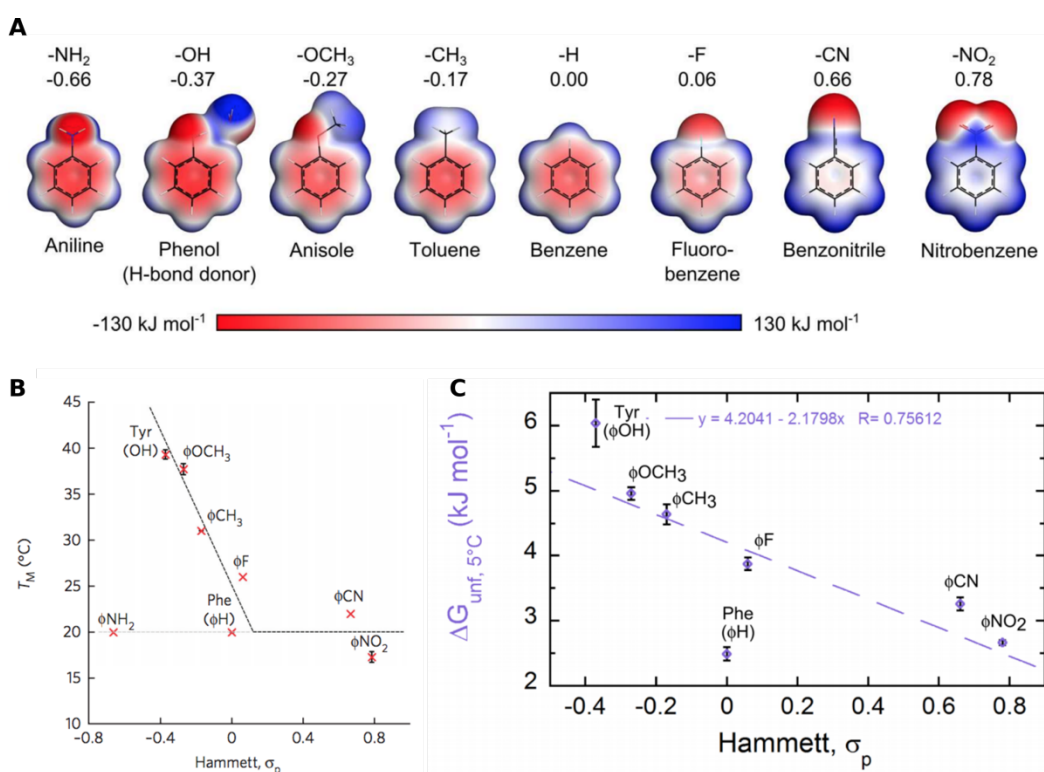 A
-NH₂ -OH -OCH₃ -CH₃ -H -F -CN -NO₂
-0.66 -0.37 -0.27 -0.17 0.00 0.06 0.66 0.78
Aniline Phenol Anisole Toluene Benzene Fluoro- Benzonitrile Nitrobenzene
(H-bond donor) benzene
-130 kJ mol⁻¹ 130 kJ mol⁻¹
B
45
40
35
30
25
20
15
10
T_M (°C)
Tyr
(OH)
ϕOCH₃
ϕCH₃
ϕF
Phe
(ϕH)
ϕCN
ϕNH₂
ϕNO₂
-0.8 -0.4 0 0.4 0.8
Hammett, σₚ
C
6
5
4
3
2
ΔG_unf, 5°C (kJ mol⁻¹)
Tyr
(ϕOH)
y = 4.2041 - 2.1798x R= 0.75612
ϕOCH₃
ϕCH₃
ϕF
Phe
(ϕH)
ϕCN
ϕNO₂
-0.4 -0.2 0 0.2 0.4 0.6 0.8
Hammett, σₚ